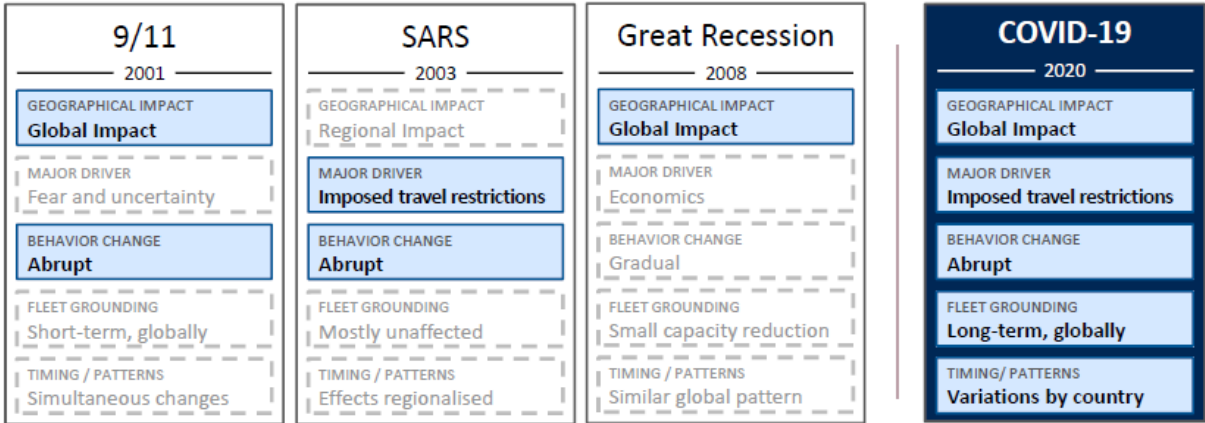 9/11
2001
GEOGRAPHICAL IMPACT
Global Impact
MAJOR DRIVER
Fear and uncertainty
BEHAVIOR CHANGE
Abrupt
FLEET GROUNDING
Short-term, globally
TIMING / PATTERNS
Simultaneous changes
SARS
2003
GEOGRAPHICAL IMPACT
Regional Impact
MAJOR DRIVER
Imposed travel restrictions
BEHAVIOR CHANGE
Abrupt
FLEET GROUNDING
Mostly unaffected
TIMING / PATTERNS
Effects regionalised
Great Recession
2008
GEOGRAPHICAL IMPACT
Global Impact
MAJOR DRIVER
Economics
BEHAVIOR CHANGE
Gradual
FLEET GROUNDING
Small capacity reduction
TIMING / PATTERNS
Similar global pattern
COVID-19
2020
GEOGRAPHICAL IMPACT
Global Impact
MAJOR DRIVER
Imposed travel restrictions
BEHAVIOR CHANGE
Abrupt
FLEET GROUNDING
Long-term, globally
TIMING/ PATTERNS
Variations by country